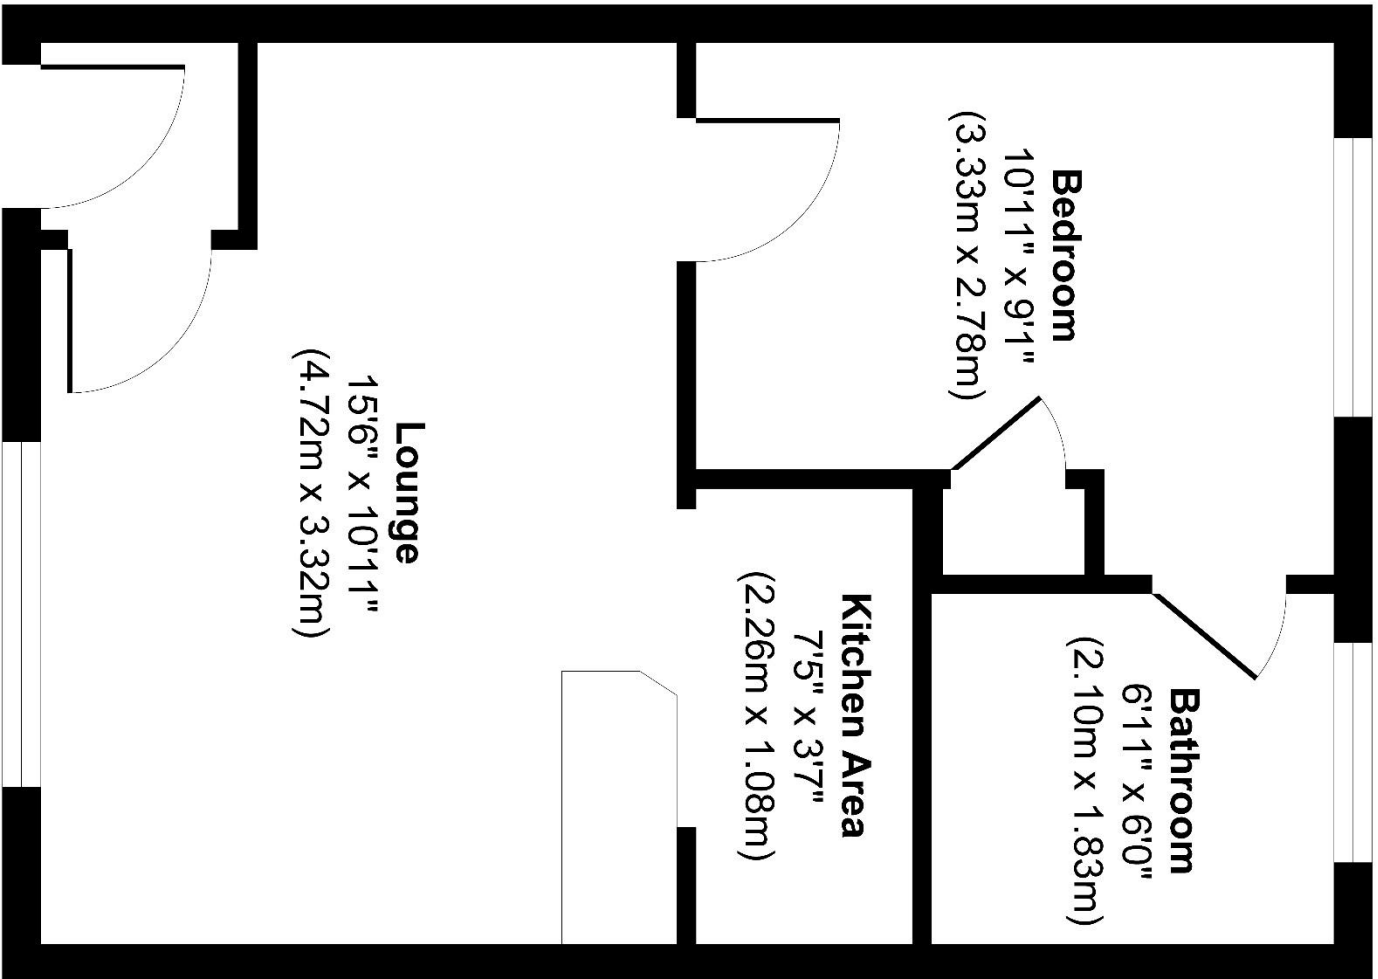 Bedroom
10'11" x 9'1"
(3.33m x 2.78m)
Bathroom
6'11" x 6'0"
(2.10m x 1.83m)
Kitchen Area
7'5" x 3'7"
(2.26m x 1.08m)
Lounge
15'6" x 10'11"
(4.72m x 3.32m)